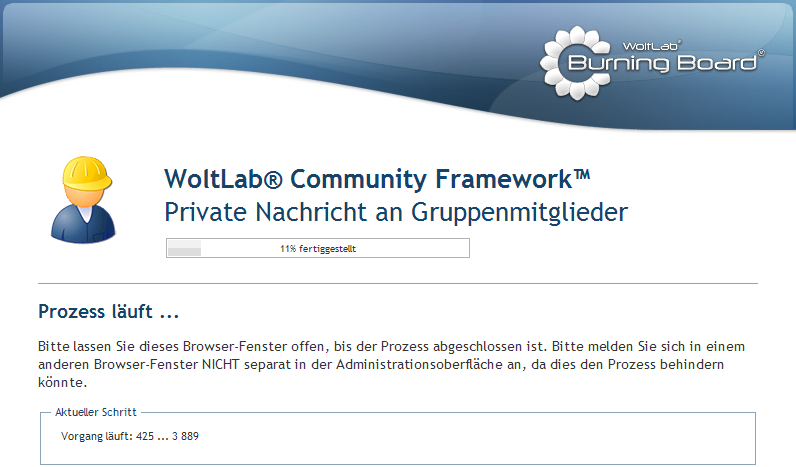 WoltLab®
Burning Board®
WoltLab® Community Framework™
Private Nachricht an Gruppenmitglieder
11% fertiggestellt
Prozess läuft ...
Bitte lassen Sie dieses Browser-Fenster offen, bis der Prozess abgeschlossen ist. Bitte melden Sie sich in einem
anderen Browser-Fenster NICHT separat in der Administrationsoberfläche an, da dies den Prozess behindern
könnte.
Aktueller Schritt
Vorgang läuft: 425 ... 3 889